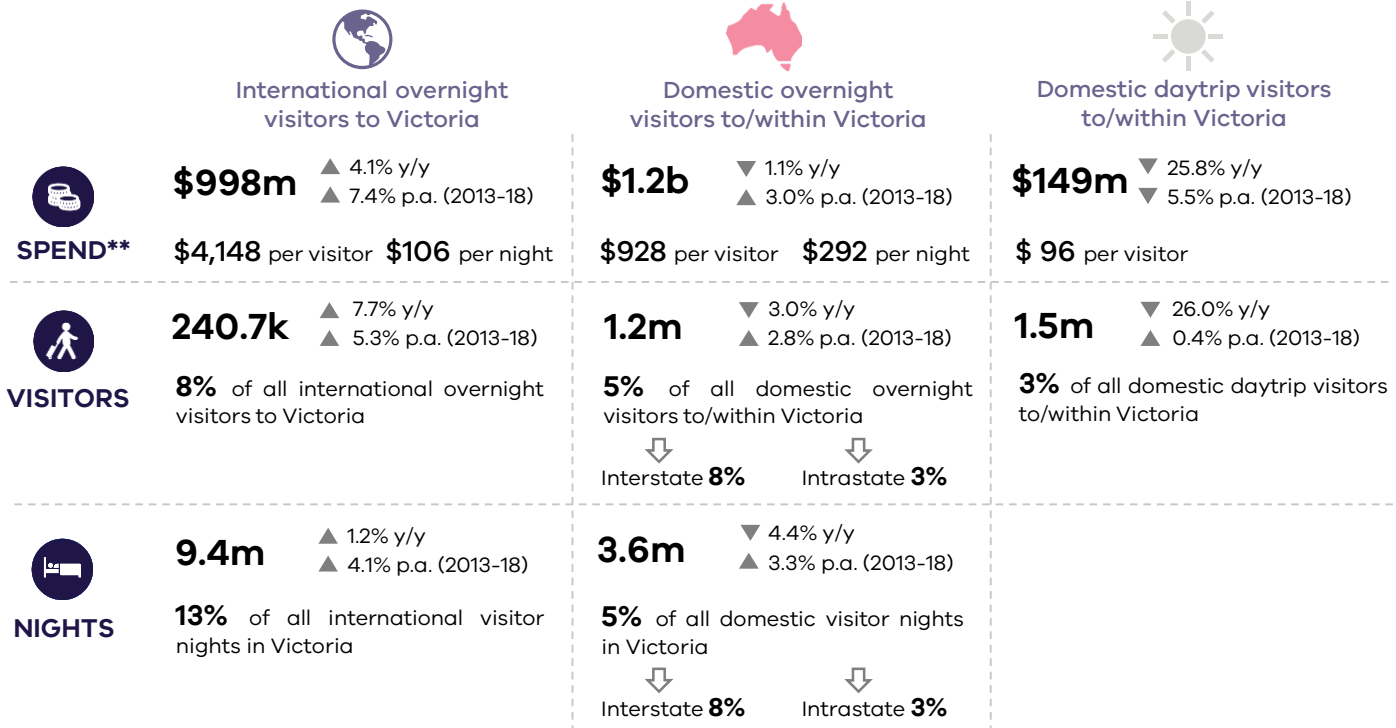 International overnight
visitors to Victoria
Domestic overnight
visitors to/within Victoria
Domestic daytrip visitors
to/within Victoria
SPEND**
$998m
▲ 4.1% y/y
▲ 7.4% p.a. (2013-18)
$4,148 per visitor $106 per night
$1.2b
▼ 1.1% y/y
▲ 3.0% p.a. (2013-18)
$928 per visitor $292 per night
$149m
▼ 25.8% y/y
▼ 5.5% p.a. (2013-18)
$ 96 per visitor
VISITORS
240.7k
▲ 7.7% y/y
▲ 5.3% p.a. (2013-18)
8% of all international overnight
visitors to Victoria
1.2m
▼ 3.0% y/y
▲ 2.8% p.a. (2013-18)
5% of all domestic overnight
visitors to/within Victoria
Interstate 8% Intrastate 3%
1.5m
▼ 26.0% y/y
▲ 0.4% p.a. (2013-18)
3% of all domestic daytrip visitors
to/within Victoria
NIGHTS
9.4m
▲ 1.2% y/y
▲ 4.1% p.a. (2013-18)
13% of all international visitor
nights in Victoria
3.6m
▼ 4.4% y/y
▲ 3.3% p.a. (2013-18)
5% of all domestic visitor nights
in Victoria
Interstate 8% Intrastate 3%